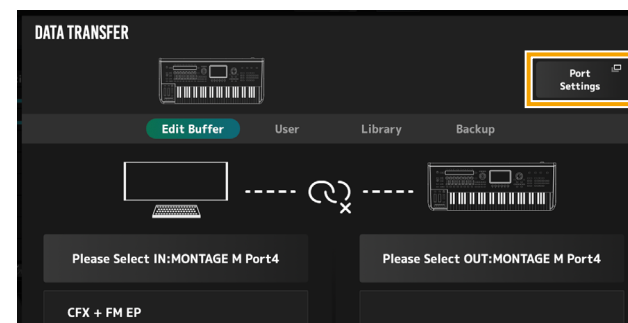 DATA TRANSFER
Port
Settings
Edit Buffer User Library Backup
Please Select IN:MONTAGE M Port4
Please Select OUT:MONTAGE M Port4
CFX + FM EP